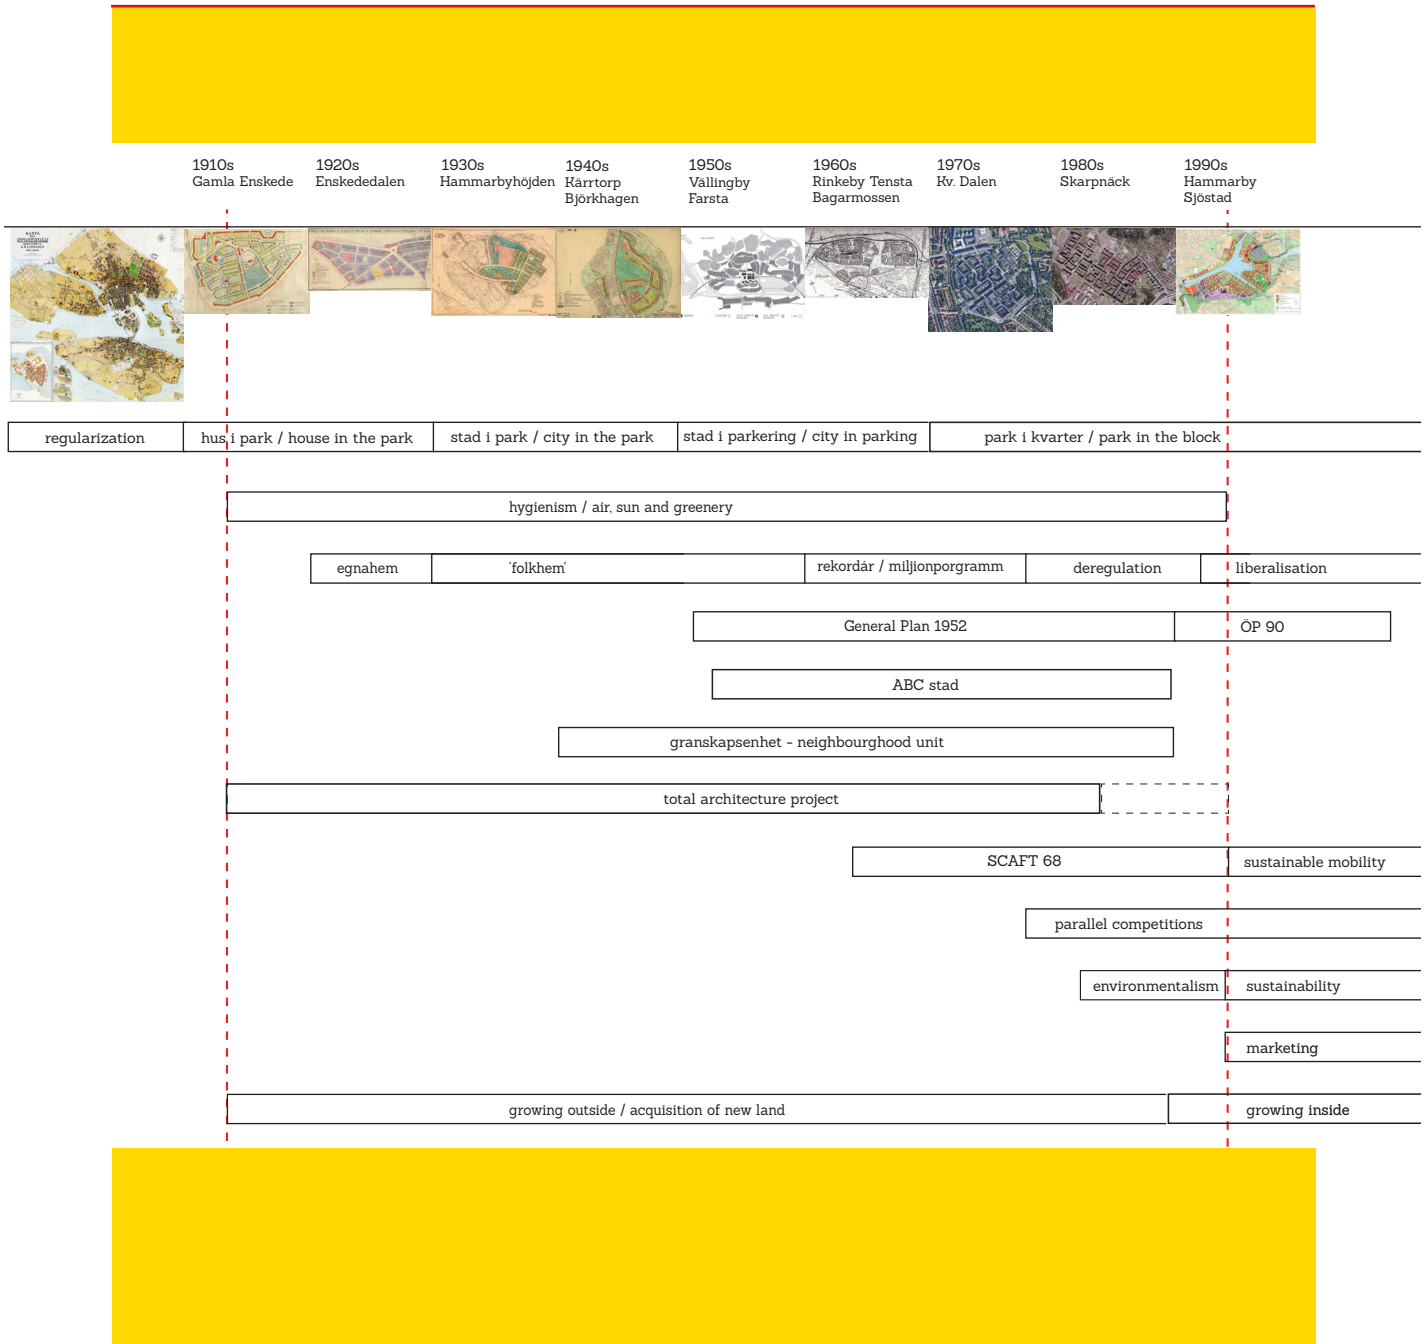 1910s
Gamla Enskede
1920s
Enskededalen
1930s
Hammarbyhöjden
1940s
Kärrtorp
Björkhagen
1950s
Vällingby
Farsta
1960s
Rinkeby Tensta
Bagarmossen
1970s
Kv. Dalen
1980s
Skarpnäck
1990s
Hammarby
Sjöstad
KARTA
STOCKHOLM
regularization
hus i park / house in the park
stad i park / city in the park
stad i parkering / city in parking
park i kvarter / park in the block
hygienism / air, sun and greenery
egnahem
'folkhem'
rekordår / miljionporgramm
deregulation
liberalisation
General Plan 1952
ÖP 90
ABC stad
granskapsenhet - neighbourghood unit
total architecture project
SCAFT 68
sustainable mobility
parallel competitions
environmentalism
sustainability
marketing
growing outside / acquisition of new land
growing inside